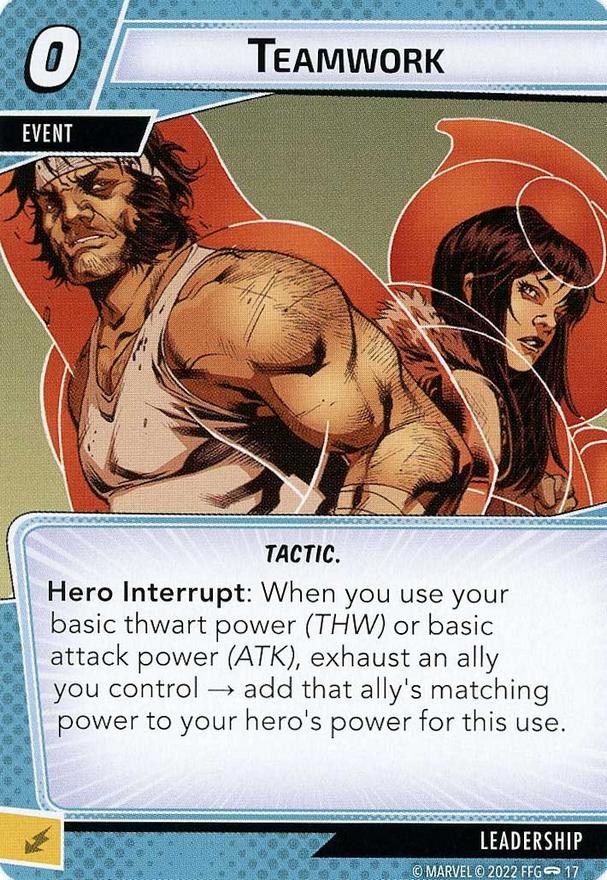 0
TEAMWORK
EVENT
TACTIC.
Hero Interrupt: When you use your
basic thwart power (THW) or basic
attack power (ATK), exhaust an ally
you control → add that ally's matching
power to your hero's power for this use.
LEADERSHIP
© MARVEL © 2022 FFG 17